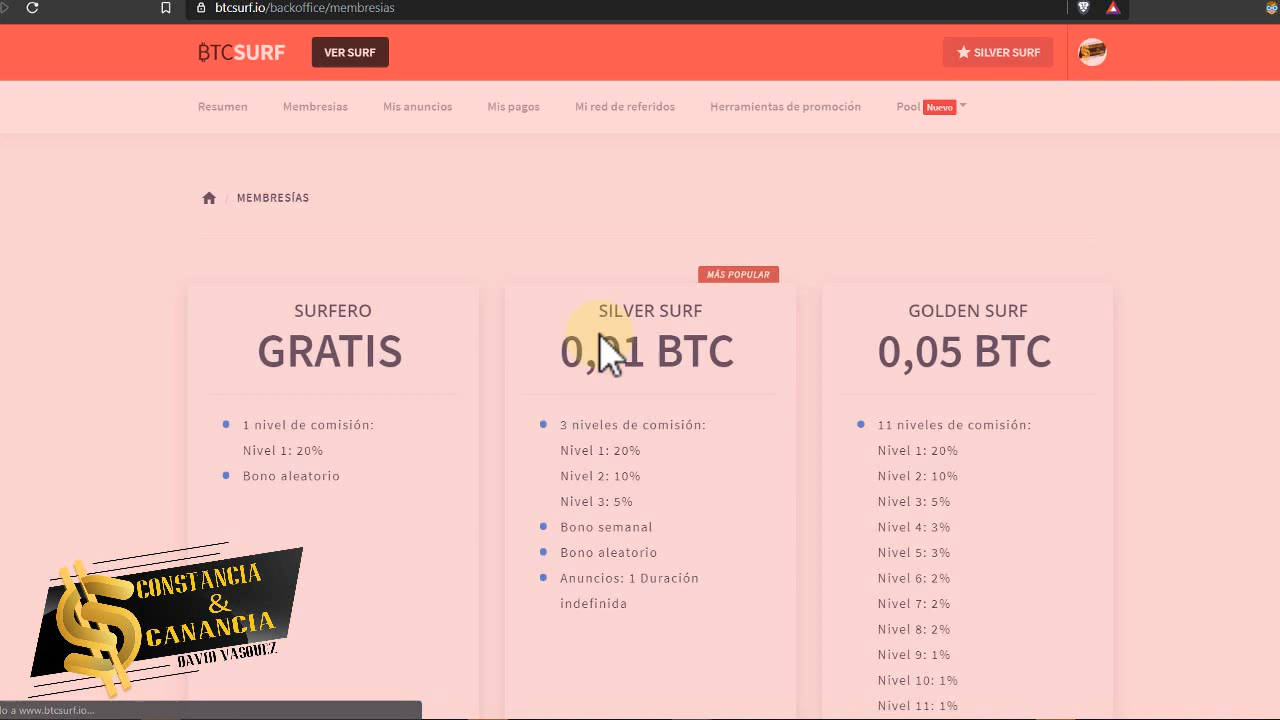 btcsurf.io/backoffice/membresias
₿TCSURF
VER SURF
SILVER SURF
Resumen
Membresias
Mis anuncios
Mis pagos
Mi red de referidos
Herramientas de promoción
Pool Nuevo
/ MEMBRESÍAS
SURFERO
GRATIS
1 nivel de comisión:
Nivel 1: 20%
Bono aleatorio
MÁS POPULAR
SILVER SURF
0,01 BTC
3 niveles de comisión:
Nivel 1: 20%
Nivel 2: 10%
Nivel 3: 5%
Bono semanal
Bono aleatorio
Anuncios: 1 Duración
indefinida
GOLDEN SURF
0,05 BTC
11 niveles de comisión:
Nivel 1: 20%
Nivel 2: 10%
Nivel 3: 5%
Nivel 4: 3%
Nivel 5: 3%
Nivel 6: 2%
Nivel 7: 2%
Nivel 8: 2%
Nivel 9: 1%
Nivel 10: 1%
Nivel 11: 1%
CONSTANCIA
&
GANANCIA
DAVID VASQUEZ
do a www.btcsurf.io...